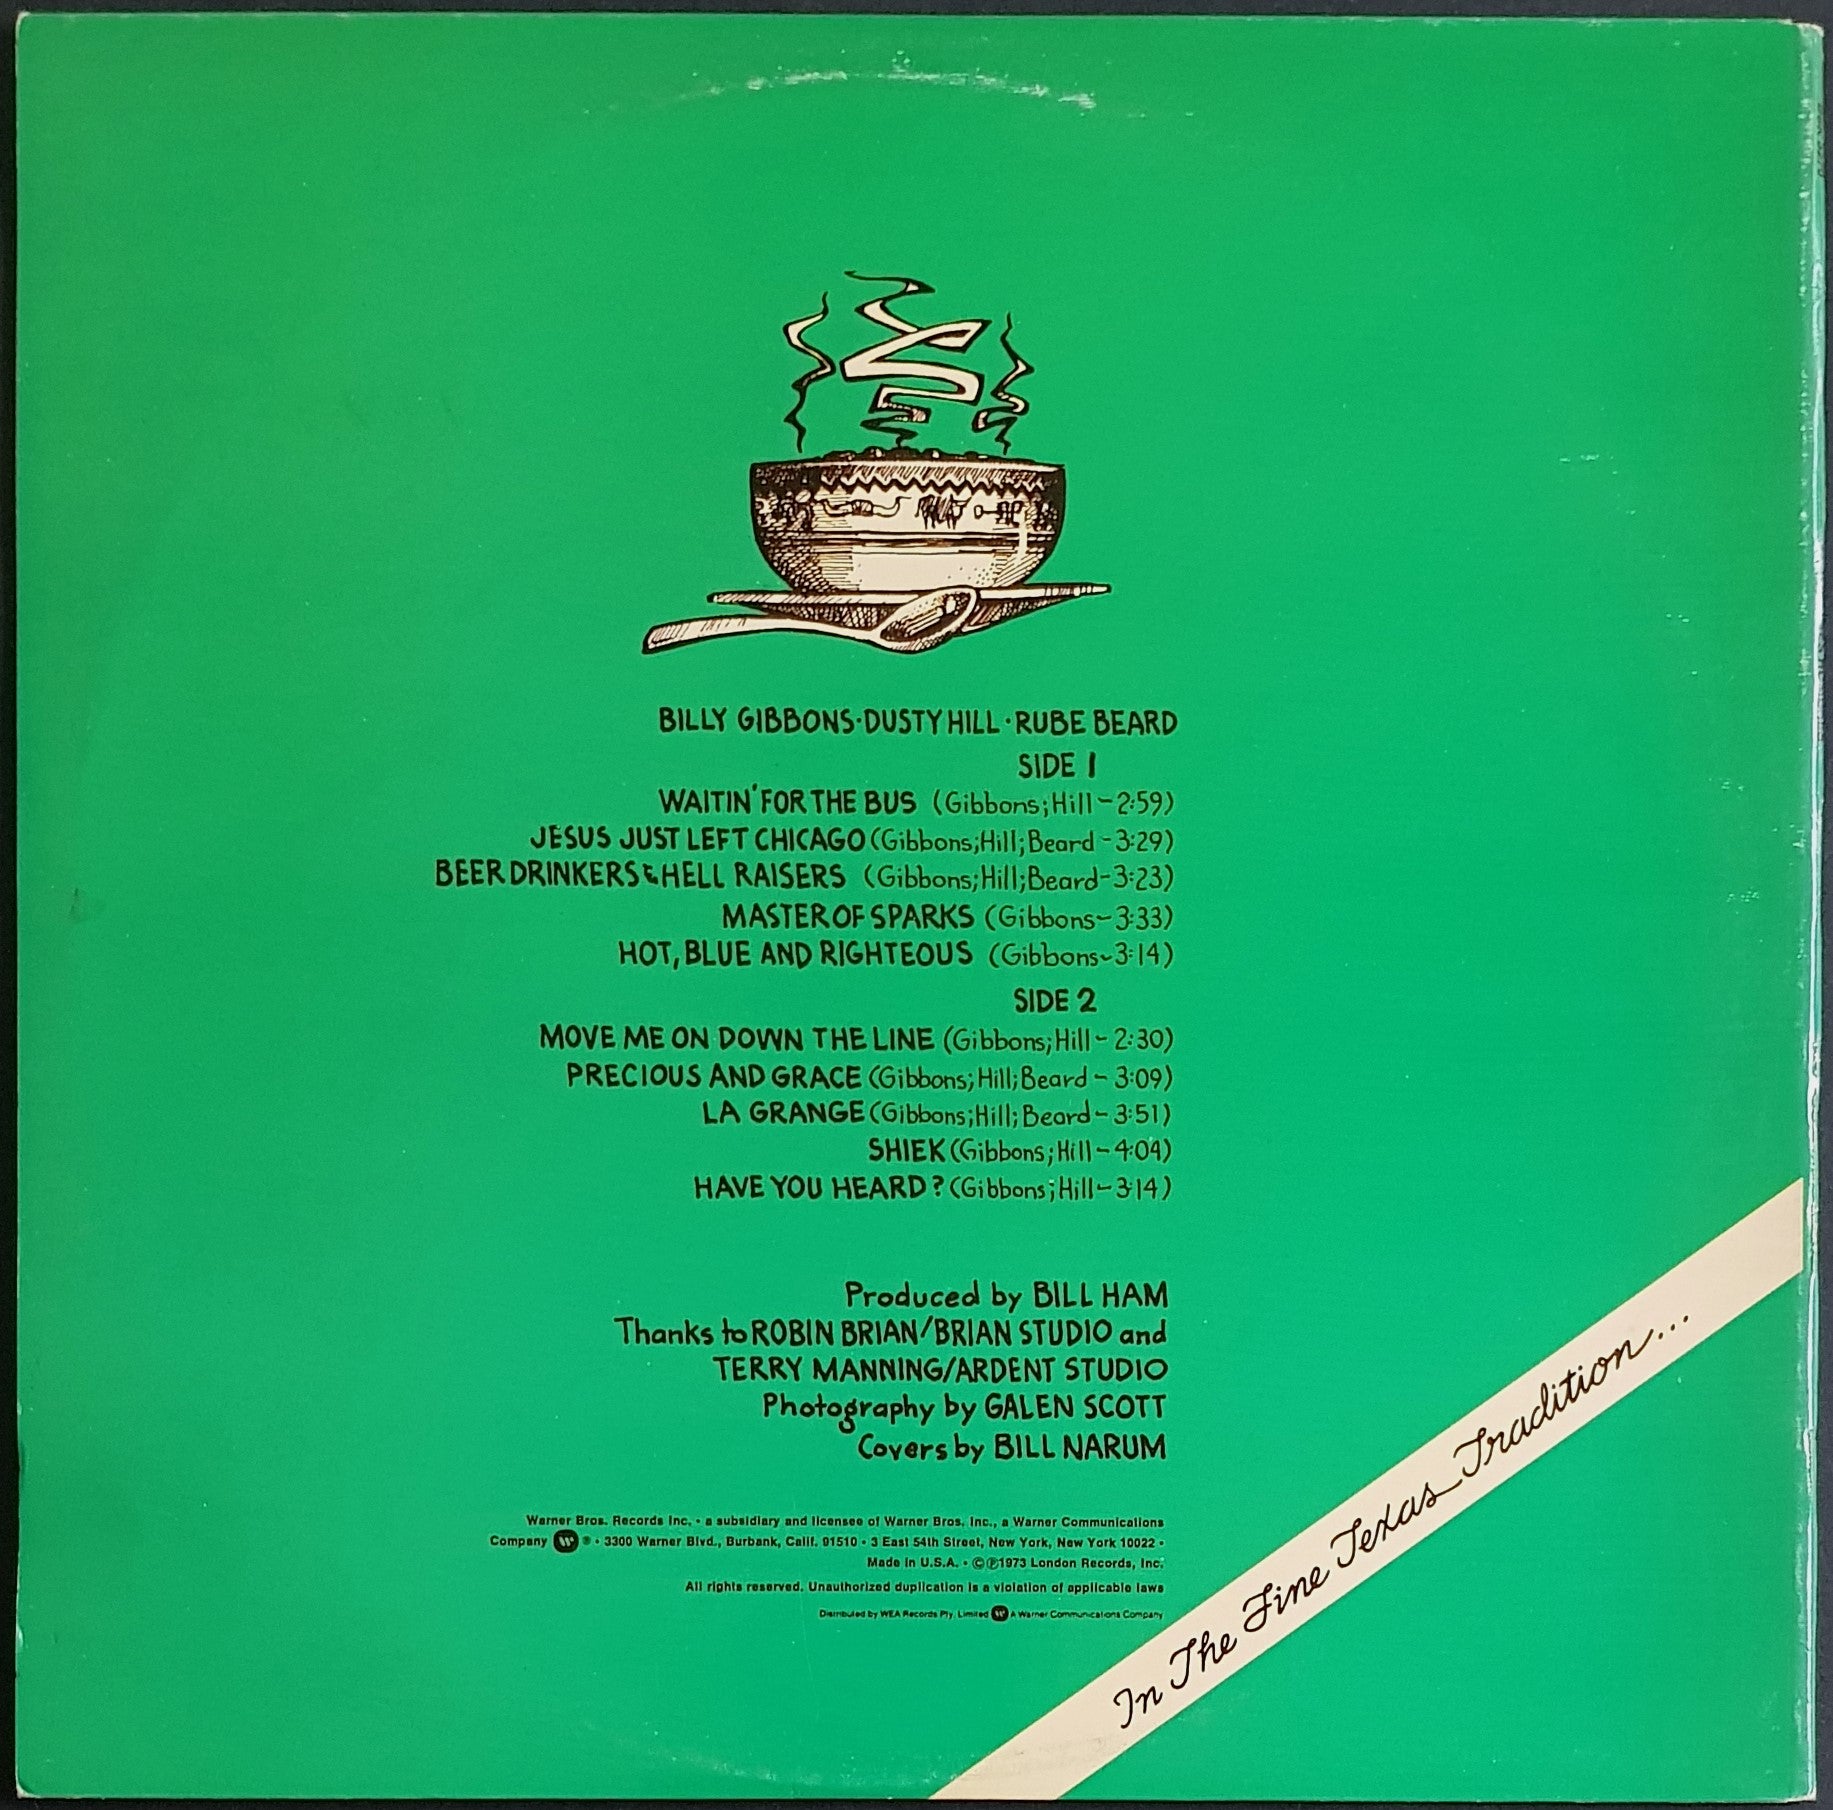 BILLY GIBBONS·DUSTY HILL·RUBE BEARD
SIDE 1
WAITIN' FOR THE BUS (Gibbons;Hill-2:59)
JESUS JUST LEFT CHICAGO (Gibbons;Hill;Beard-3:29)
BEER DRINKERS & HELL RAISERS (Gibbons;Hill;Beard-3:23)
MASTER OF SPARKS (Gibbons-3:33)
HOT, BLUE AND RIGHTEOUS (Gibbons-3:14)
SIDE 2
MOVE ME ON DOWN THE LINE (Gibbons;Hill-2:30)
PRECIOUS AND GRACE (Gibbons;Hill;Beard-3:09)
LA GRANGE (Gibbons;Hill;Beard-3:51)
SHIEK (Gibbons;Hill-4:04)
HAVE YOU HEARD? (Gibbons;Hill-3:14)
Produced by BILL HAM
Thanks to ROBIN BRIAN/BRIAN STUDIO and
TERRY MANNING/ARDENT STUDIO
Photography by GALEN SCOTT
Covers by BILL NARUM
Warner Bros. Records Inc. • a subsidiary and licensee of Warner Bros. Inc., a Warner Communications
Company ® • 3300 Warner Blvd., Burbank, Calif. 91510 • 3 East 54th Street, New York, New York 10022 •
Made in U.S.A. • ©℗1973 London Records, Inc.
All rights reserved. Unauthorized duplication is a violation of applicable laws
Distributed by WEA Records Pty. Limited A Warner Communications Company
In The Fine Texas Tradition...